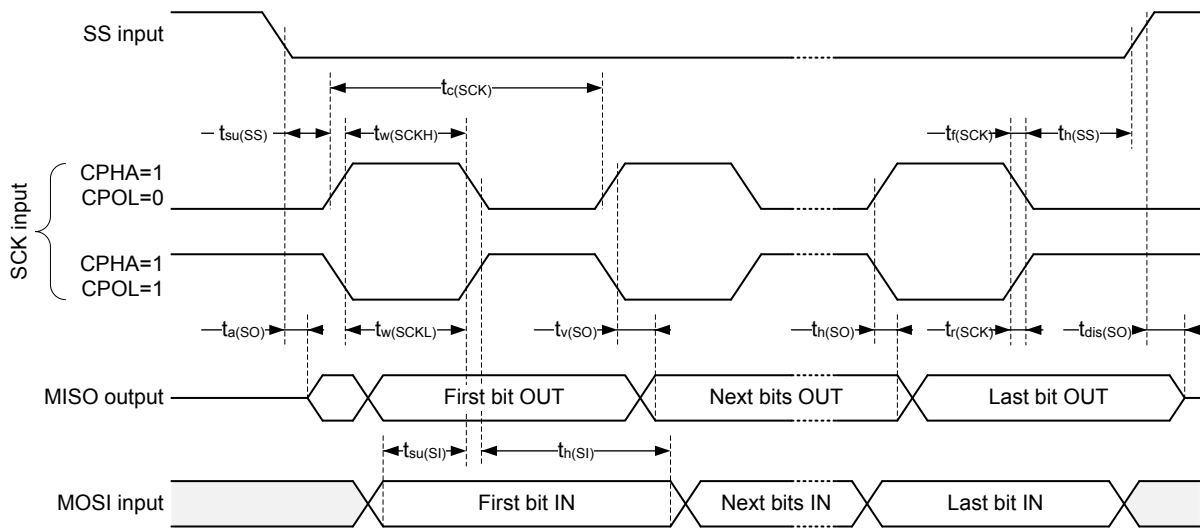 SS input
tc(SCK)
tsu(SS)
tw(SCKH)
tf(SCK)
th(SS)
SCK input
CPHA=1
CPOL=0
CPHA=1
CPOL=1
ta(SO)
tw(SCKL)
tv(SO)
th(SO)
tr(SCK)
tdis(SO)
MISO output
First bit OUT
Next bits OUT
Last bit OUT
tsu(SI)
th(SI)
MOSI input
First bit IN
Next bits IN
Last bit IN